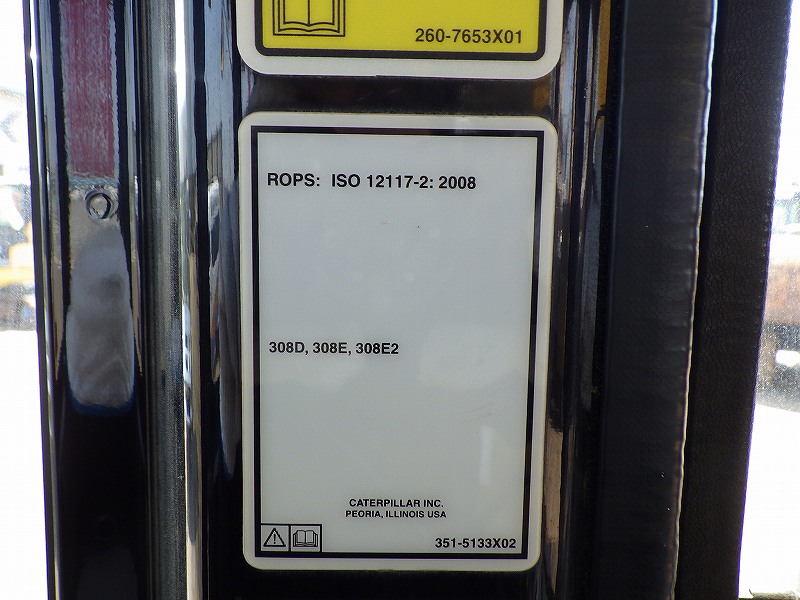 260-7653X01
ROPS: ISO 12117-2: 2008
308D, 308E, 308E2
CATERPILLAR INC.
PEORIA, ILLINOIS USA
351-5133X02